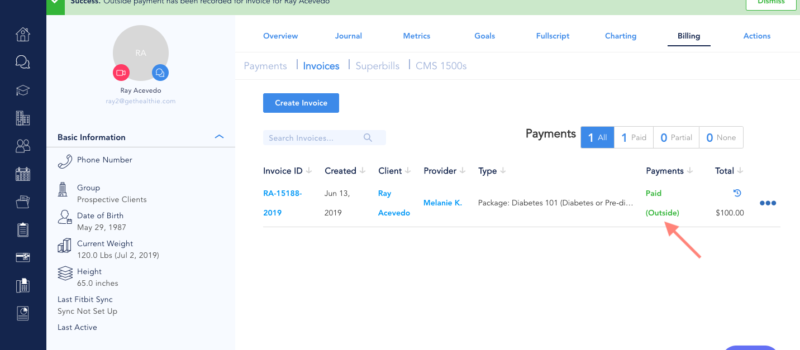 Success. Outside payment has been recorded for invoice for Ray Acevedo
Dismiss
RA
Ray Acevedo
ray2@gethealthie.com
Basic Information
Phone Number
Group
Prospective Clients
Date of Birth
May 29, 1987
Current Weight
120.0 Lbs (Jul 2, 2019)
Height
65.0 inches
Last Fitbit Sync
Sync Not Set Up
Last Active
Overview Journal Metrics Goals Fullscript Charting Billing Actions
Payments Invoices Superbills CMS 1500s
Create Invoice
Search Invoices...
Payments 1 All 1 Paid 0 Partial 0 None
Invoice ID Created Client Provider Type Payments Total
RA-15188-2019 Jun 13, 2019 Ray Acevedo Melanie K. Package: Diabetes 101 (Diabetes or Pre-di... Paid (Outside) $100.00